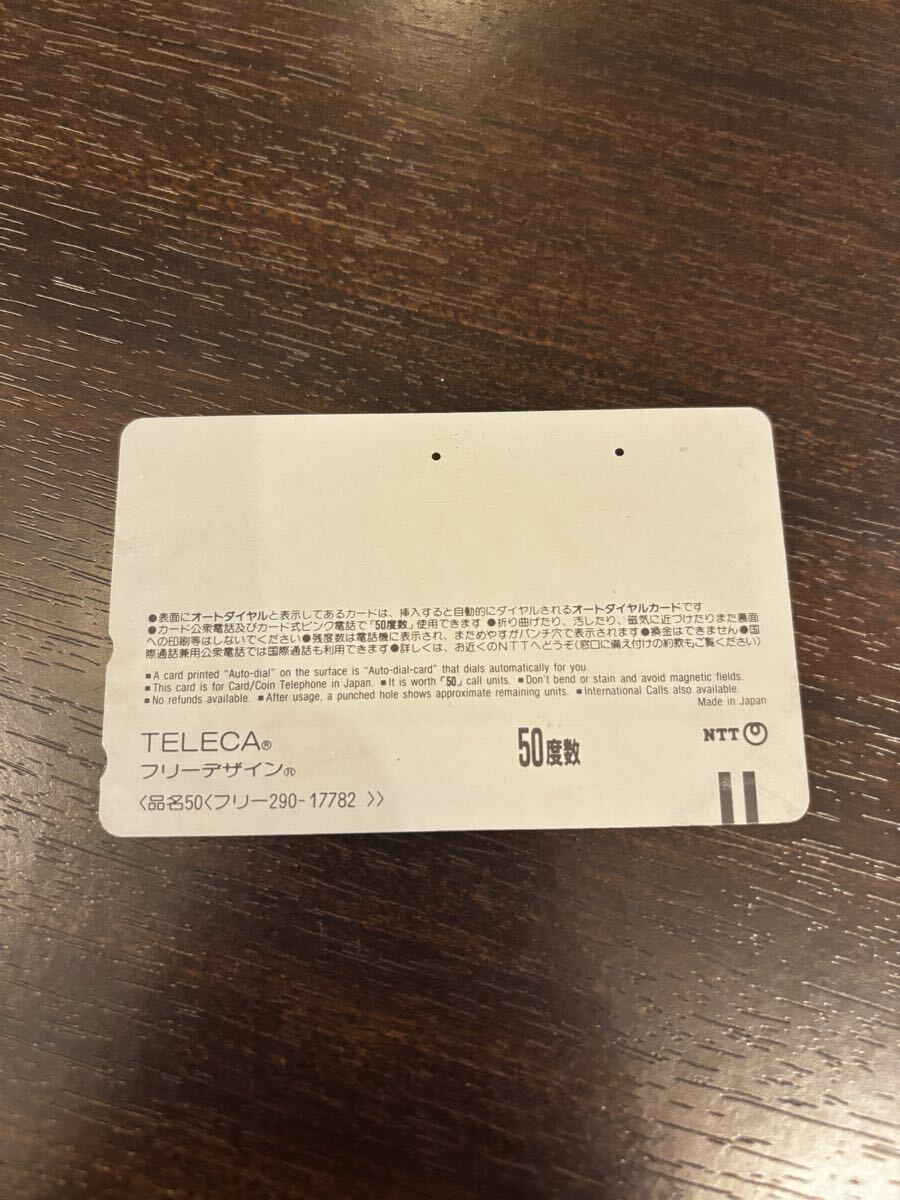 ●表面にオートダイヤルと表示してあるカードは、挿入すると自動的にダイヤルされるオートダイヤルカードです
●カード公衆電話及びカード式ピンク電話で「50度数」使用できます ●折り曲げたり、汚したり、磁気に近づけたりまた裏面
への印刷等はしないでください ●残度数は電話機に表示され、まためやすがパンチ穴で表示されます ●換金はできません ●国
際通話兼用公衆電話では国際通話も利用できます ●詳しくは、お近くのNTTへどうぞ(窓口に備え付けの約款もご覧ください)
■ A card printed "Auto-dial" on the surface is "Auto-dial-card" that dials automatically for you.
■ This card is for Card/Coin Telephone in Japan. ■ It is worth「50」call units. ■ Don't bend or stain and avoid magnetic fields.
■ No refunds available. ■ After usage, a punched hole shows approximate remaining units. ■ International Calls also available.
Made in Japan
TELECA®
フリーデザイン®
50度数
NTT
〈品名50〈フリー290-17782 〉〉